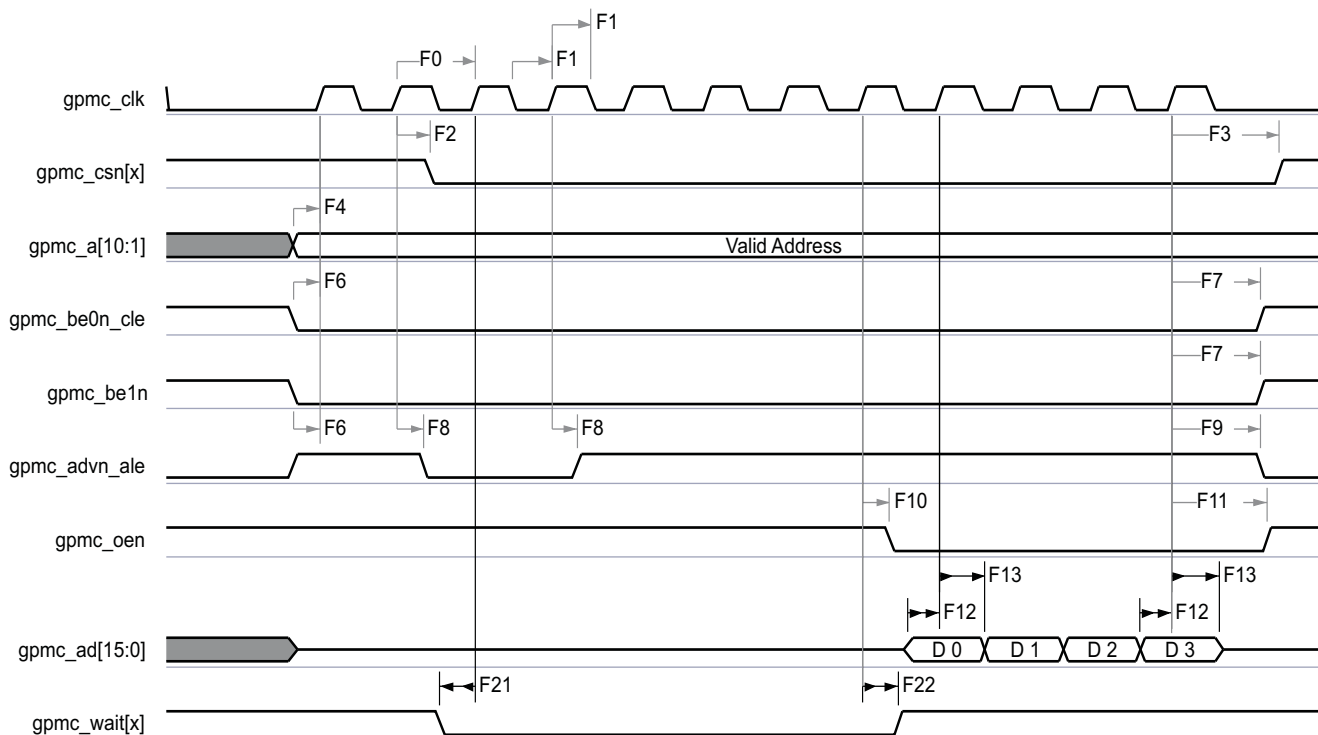 F1
F0
F1
gpmc_clk
F2
F3
gpmc_csn[x]
F4
gpmc_a[10:1]
Valid Address
F6
F7
gpmc_be0n_cle
F7
gpmc_be1n
F6
F8
F8
F9
gpmc_advn_ale
F10
F11
gpmc_oen
F13
F13
F12
F12
gpmc_ad[15:0]
D 0
D 1
D 2
D 3
F21
F22
gpmc_wait[x]